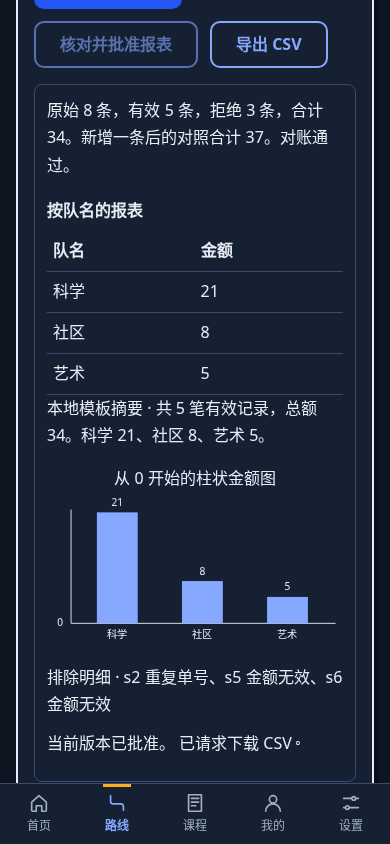 核对并批准报表
导出 CSV
原始 8 条，有效 5 条，拒绝 3 条，合计
34。新增一条后的对照合计 37。对账通
过。
按队名的报表
队名 金额
科学 21
社区 8
艺术 5
本地模板摘要 · 共 5 笔有效记录，总额
34。科学 21、社区 8、艺术 5。
从 0 开始的柱状金额图
21
8
5
0
科学 社区 艺术
排除明细 · s2 重复单号、s5 金额无效、s6
金额无效
当前版本已批准。 已请求下载 CSV。
首页 路线 课程 我的 设置